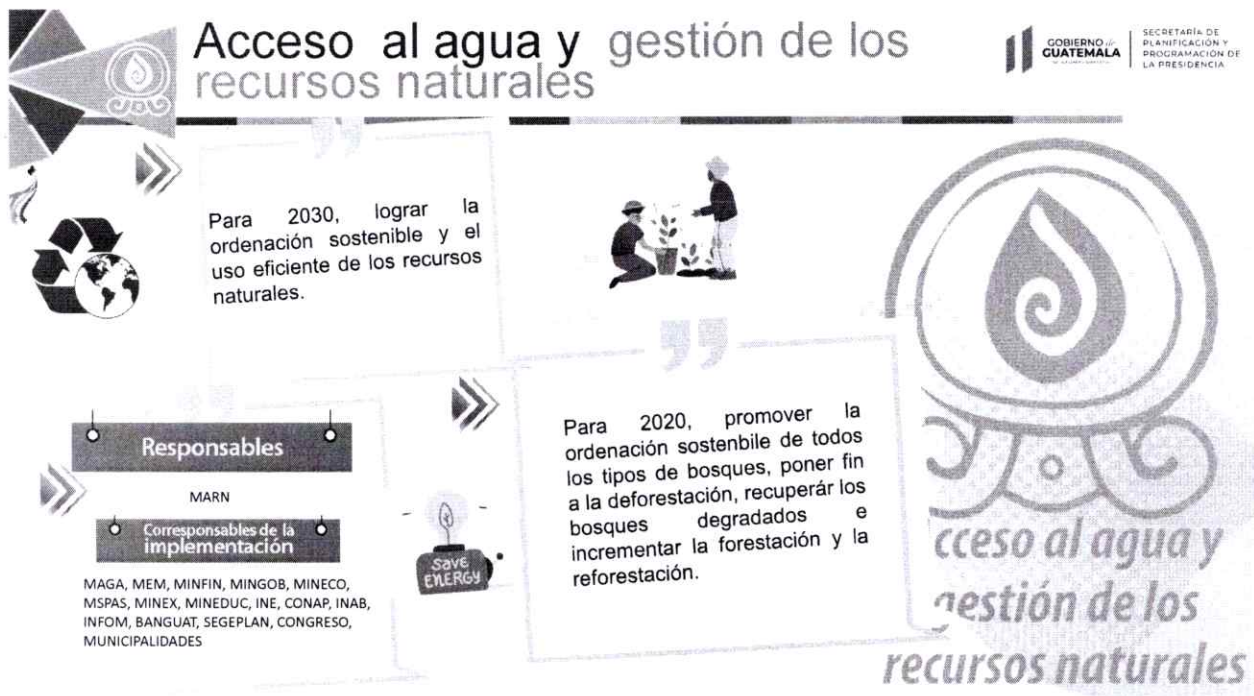 Acceso al agua y gestión de los
recursos naturales
GOBIERNO de
GUATEMALA
SECRETARÍA DE
PLANIFICACIÓN Y
PROGRAMACIÓN DE
LA PRESIDENCIA
Para 2030, lograr la
ordenación sostenible y el
uso eficiente de los recursos
naturales.
Responsables
MARN
Corresponsables de la
implementación
MAGA, MEM, MINFIN, MINGOB, MINECO,
MSPAS, MINEX, MINEDUC, INE, CONAP, INAB,
INFOM, BANGUAT, SEGEPLAN, CONGRESO,
MUNICIPALIDADES
SAVE
ENERGY
Para 2020, promover la
ordenación sostenbile de todos
los tipos de bosques, poner fin
a la deforestación, recuperár los
bosques degradados e
incrementar la forestación y la
reforestación.
cceso al agua y
gestión de los
recursos naturales